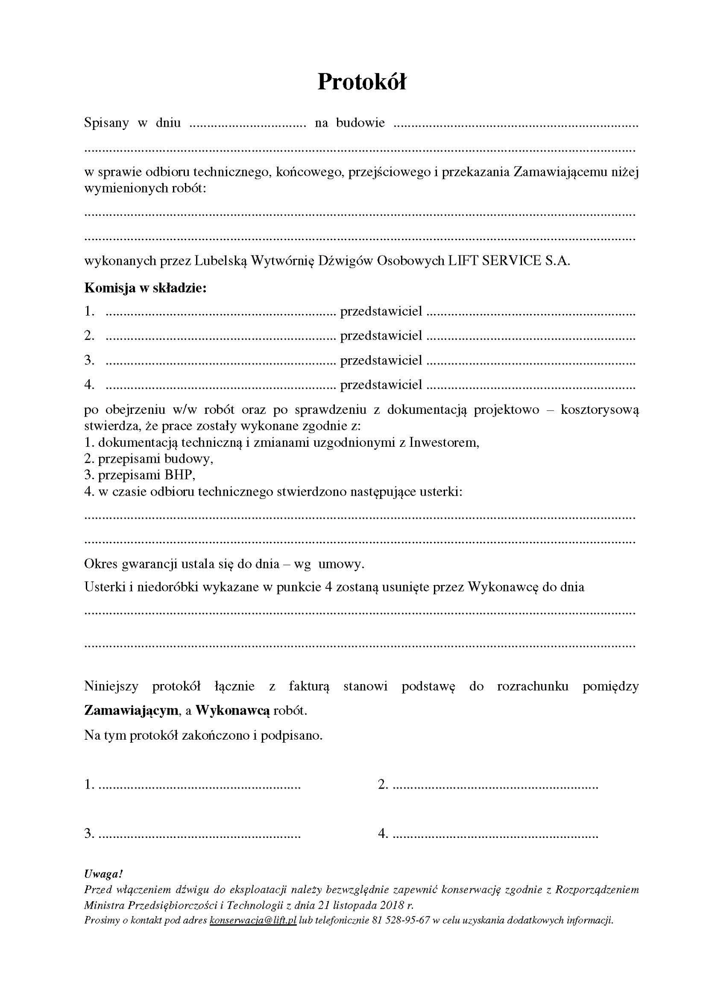 Protokół
Spisany w dniu ................................. na budowie .....................................................................
...........................................................................................................................................................
w sprawie odbioru technicznego, końcowego, przejściowego i przekazania Zamawiającemu niżej
wymienionych robót:
...........................................................................................................................................................
...........................................................................................................................................................
wykonanych przez Lubelską Wytwórnię Dźwigów Osobowych LIFT SERVICE S.A.
Komisja w składzie:
1. ................................................................. przedstawiciel ...........................................................
2. ................................................................. przedstawiciel ...........................................................
3. ................................................................. przedstawiciel ...........................................................
4. ................................................................. przedstawiciel ...........................................................
po obejrzeniu w/w robót oraz po sprawdzeniu z dokumentacją projektowo – kosztorysową
stwierdza, że prace zostały wykonane zgodnie z:
1. dokumentacją techniczną i zmianami uzgodnionymi z Inwestorem,
2. przepisami budowy,
3. przepisami BHP,
4. w czasie odbioru technicznego stwierdzono następujące usterki:
...........................................................................................................................................................
...........................................................................................................................................................
Okres gwarancji ustala się do dnia – wg umowy.
Usterki i niedoróbki wykazane w punkcie 4 zostaną usunięte przez Wykonawcę do dnia
...........................................................................................................................................................
...........................................................................................................................................................
Niniejszy protokół łącznie z fakturą stanowi podstawę do rozrachunku pomiędzy
Zamawiającym, a Wykonawcą robót.
Na tym protokół zakończono i podpisano.
1. ......................................................... 2. ..........................................................
3. ......................................................... 4. ..........................................................
Uwaga!
Przed włączeniem dźwigu do eksploatacji należy bezwzględnie zapewnić konserwację zgodnie z Rozporządzeniem
Ministra Przedsiębiorczości i Technologii z dnia 21 listopada 2018 r.
Prosimy o kontakt pod adres konserwacja@lift.pl lub telefonicznie 81 528-95-67 w celu uzyskania dodatkowych informacji.